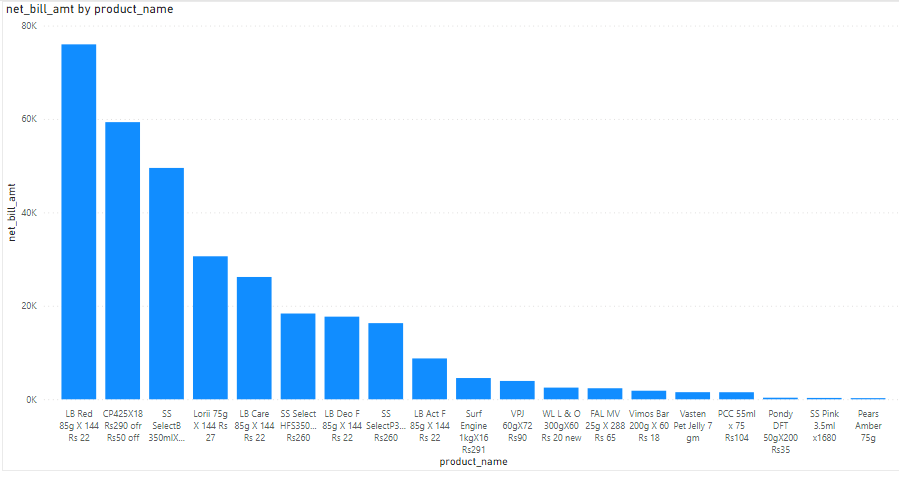 net_bill_amt by product_name
80K
60K
40K
20K
0K
net_bill_amt
LB Red
85g X 144
Rs 22
CP425X18
Rs290 ofr
Rs50 off
SS
SelectB
350mlX...
Lorii 75g
X 144 Rs
27
LB Care
85g X 144
Rs 22
SS Select
HFS350...
Rs260
LB Deo F
85g X 144
Rs 22
SS
SelectP3...
Rs260
LB Act F
85g X 144
Rs 22
Surf
Engine
1kgX16
Rs291
VPJ
60gX72
Rs90
WL L & O
300gX60
Rs 20 new
FAL MV
25g X 288
Rs 65
Vimos Bar
200g X 60
Rs 18
Vasten
Pet Jelly 7
gm
PCC 55ml
x 75
Rs104
Pondy
DFT
50gX200
Rs35
SS Pink
3.5ml
x1680
Pears
Amber
75g
product_name